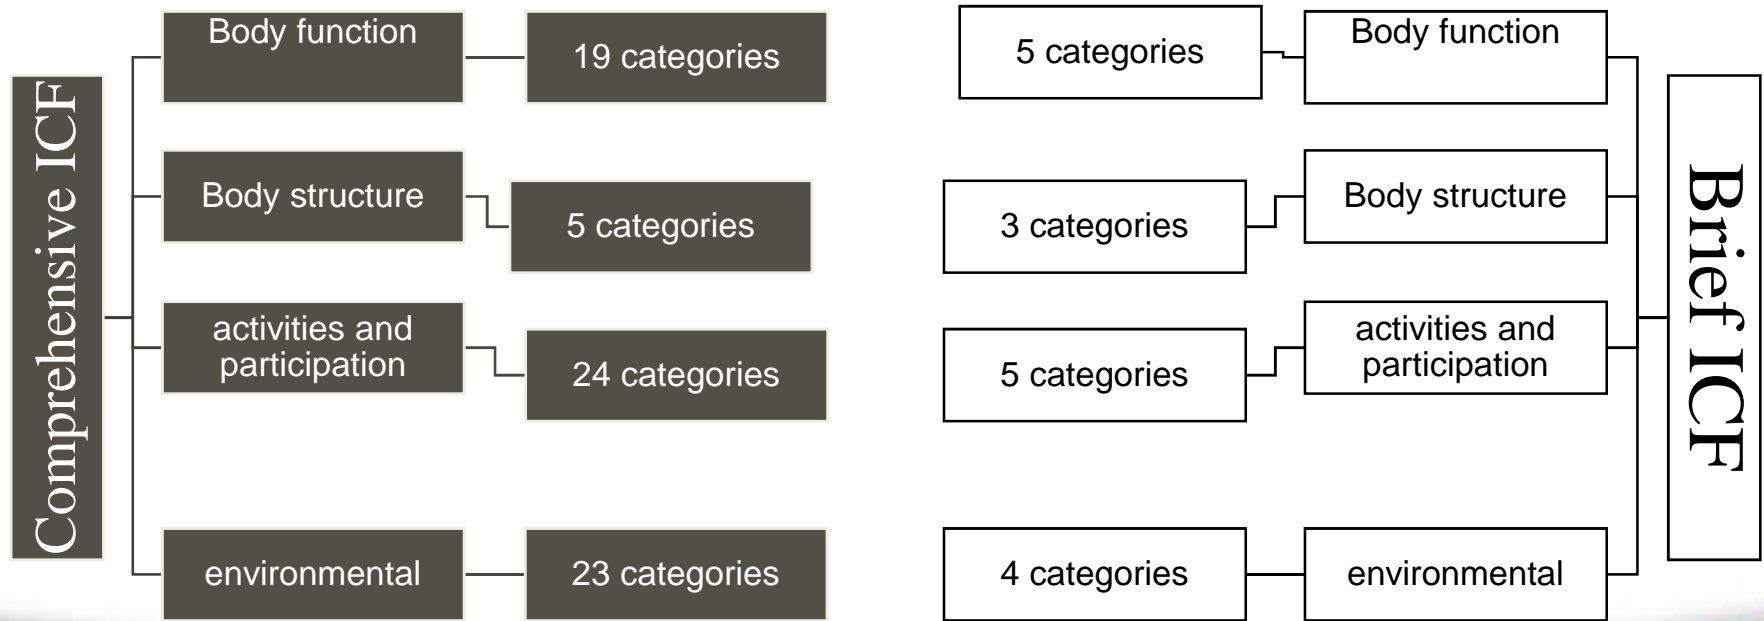 Comprehensive ICF
Body function
19 categories
Body structure
5 categories
activities and
participation
24 categories
environmental
23 categories
5 categories
Body function
3 categories
Body structure
5 categories
activities and
participation
4 categories
environmental
Brief ICF